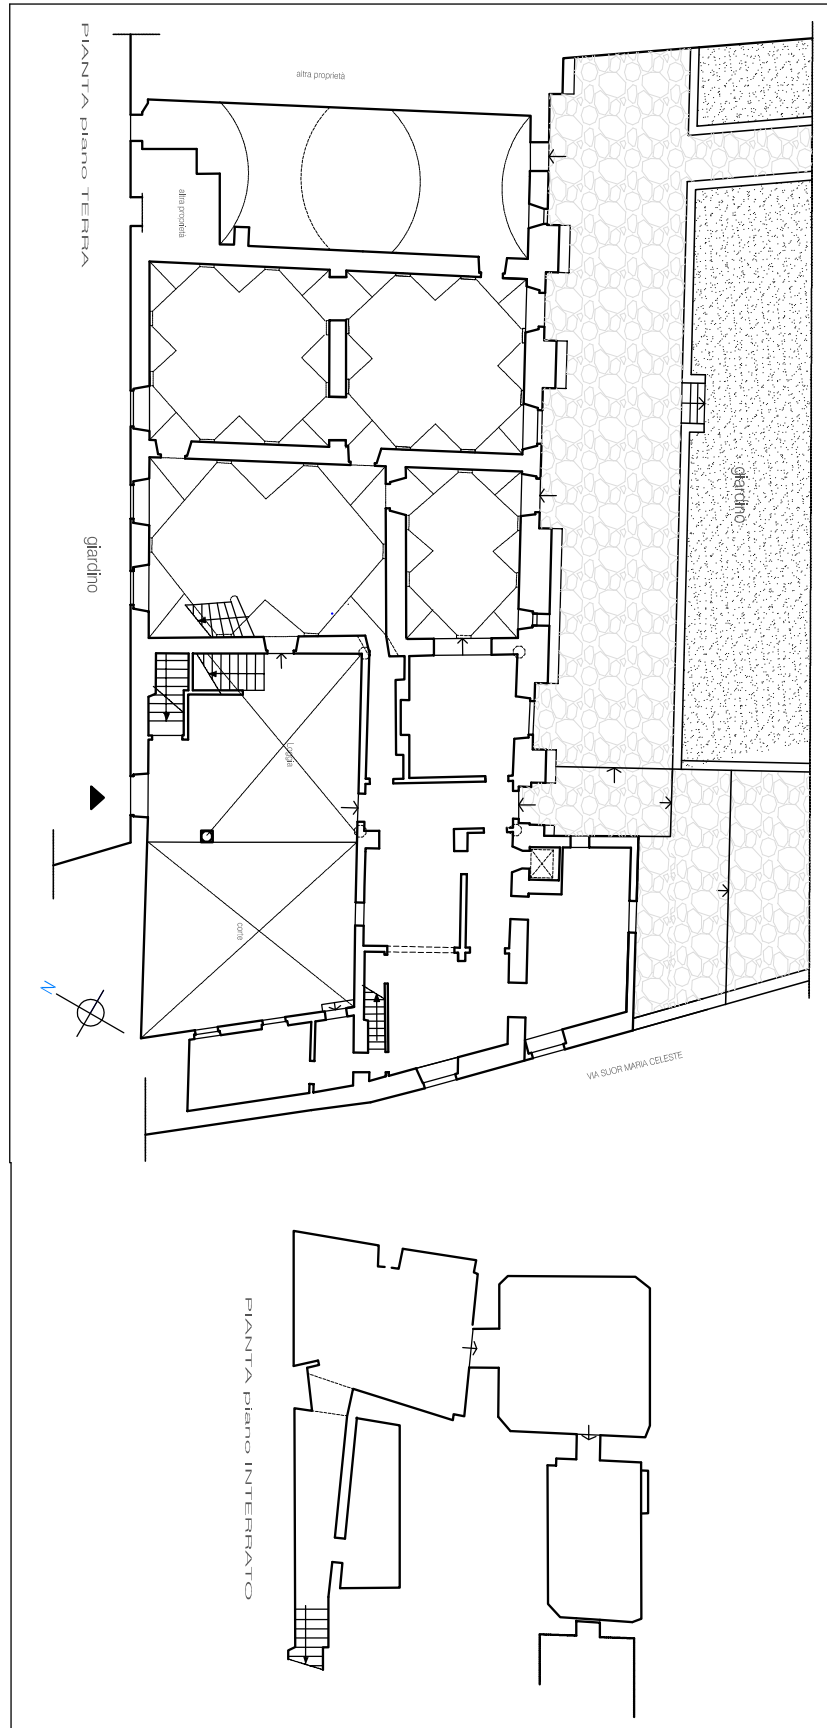 PIANTA piano TERRA
altra proprietà
altra proprietà
giardino
giardino
Loggia
corte
N
VIA SUOR MARIA CELESTE
PIANTA piano INTERRATO